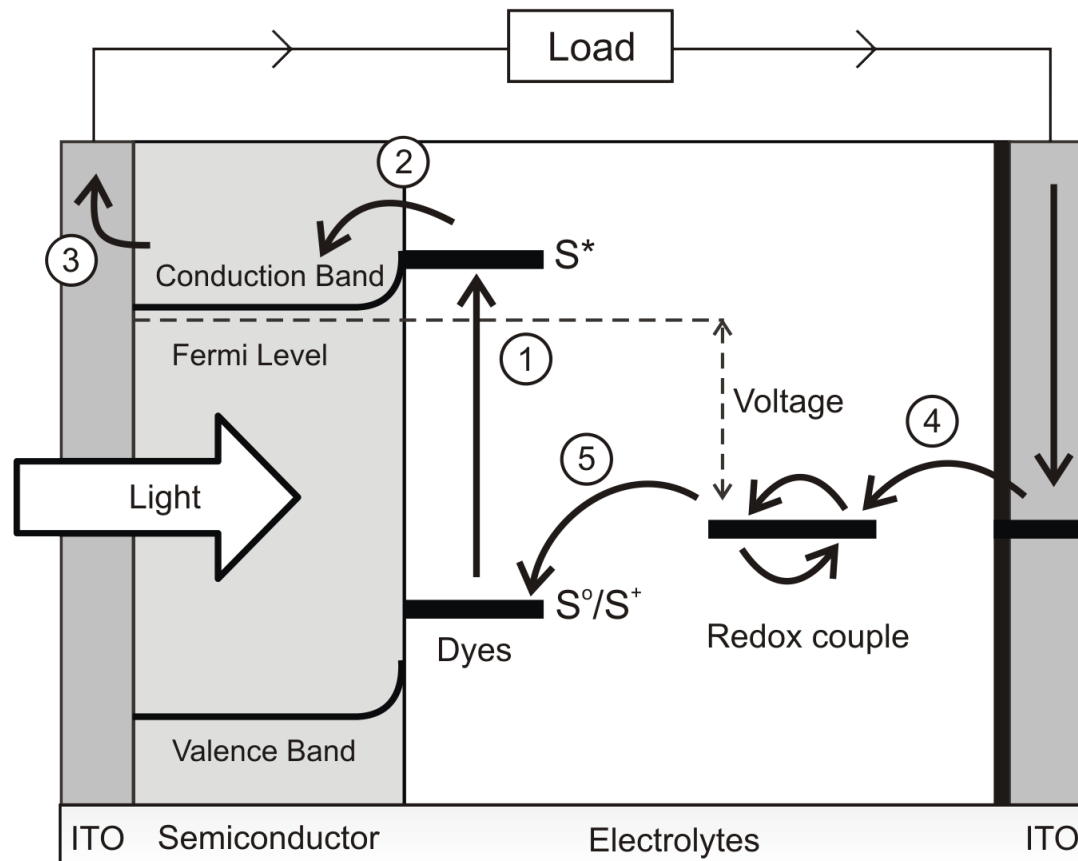 Load
2
S*
3
Conduction Band
Fermi Level
1
Voltage
4
5
Light
S°/S⁺
Dyes
Redox couple
Valence Band
ITO Semiconductor Electrolytes ITO